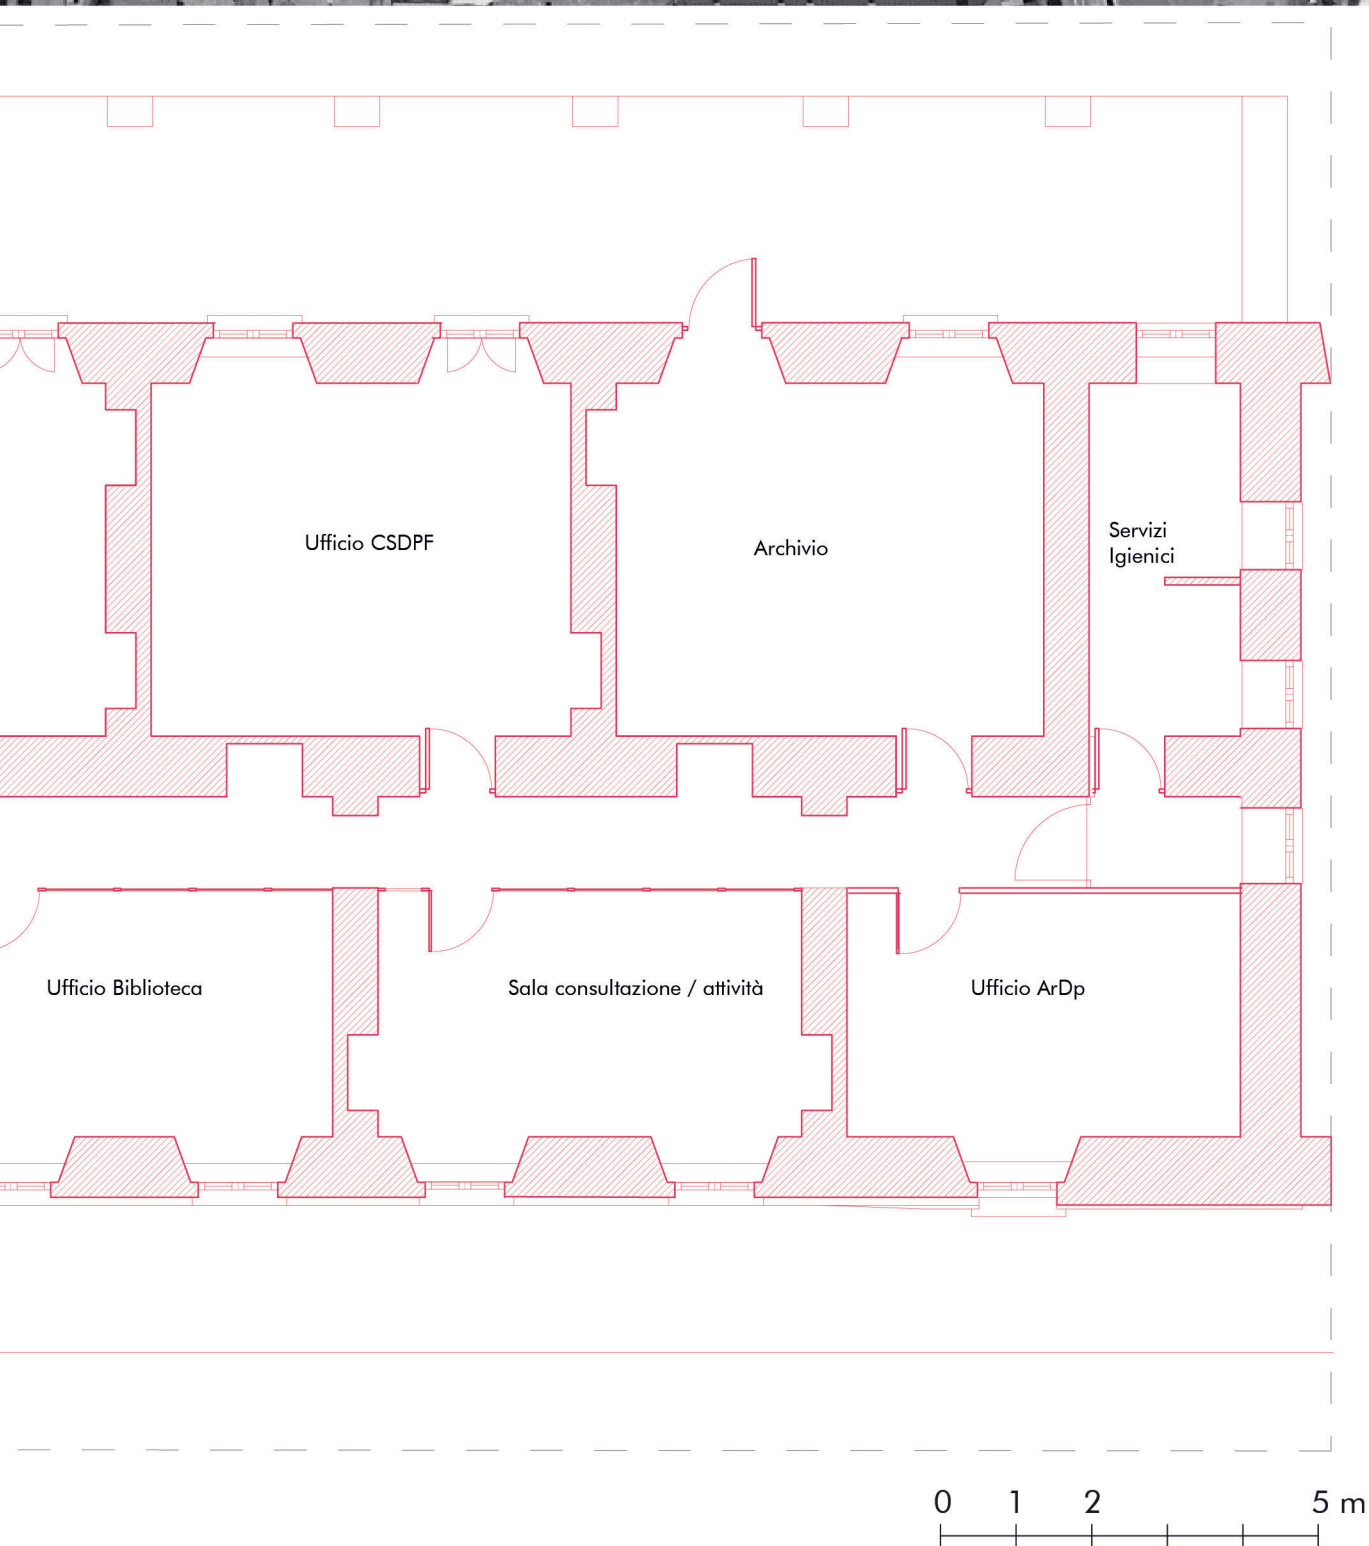 Ufficio CSDPF
Archivio
Servizi
Igienici
Ufficio Biblioteca
Sala consultazione / attività
Ufficio ArDp
0 1 2 5 m